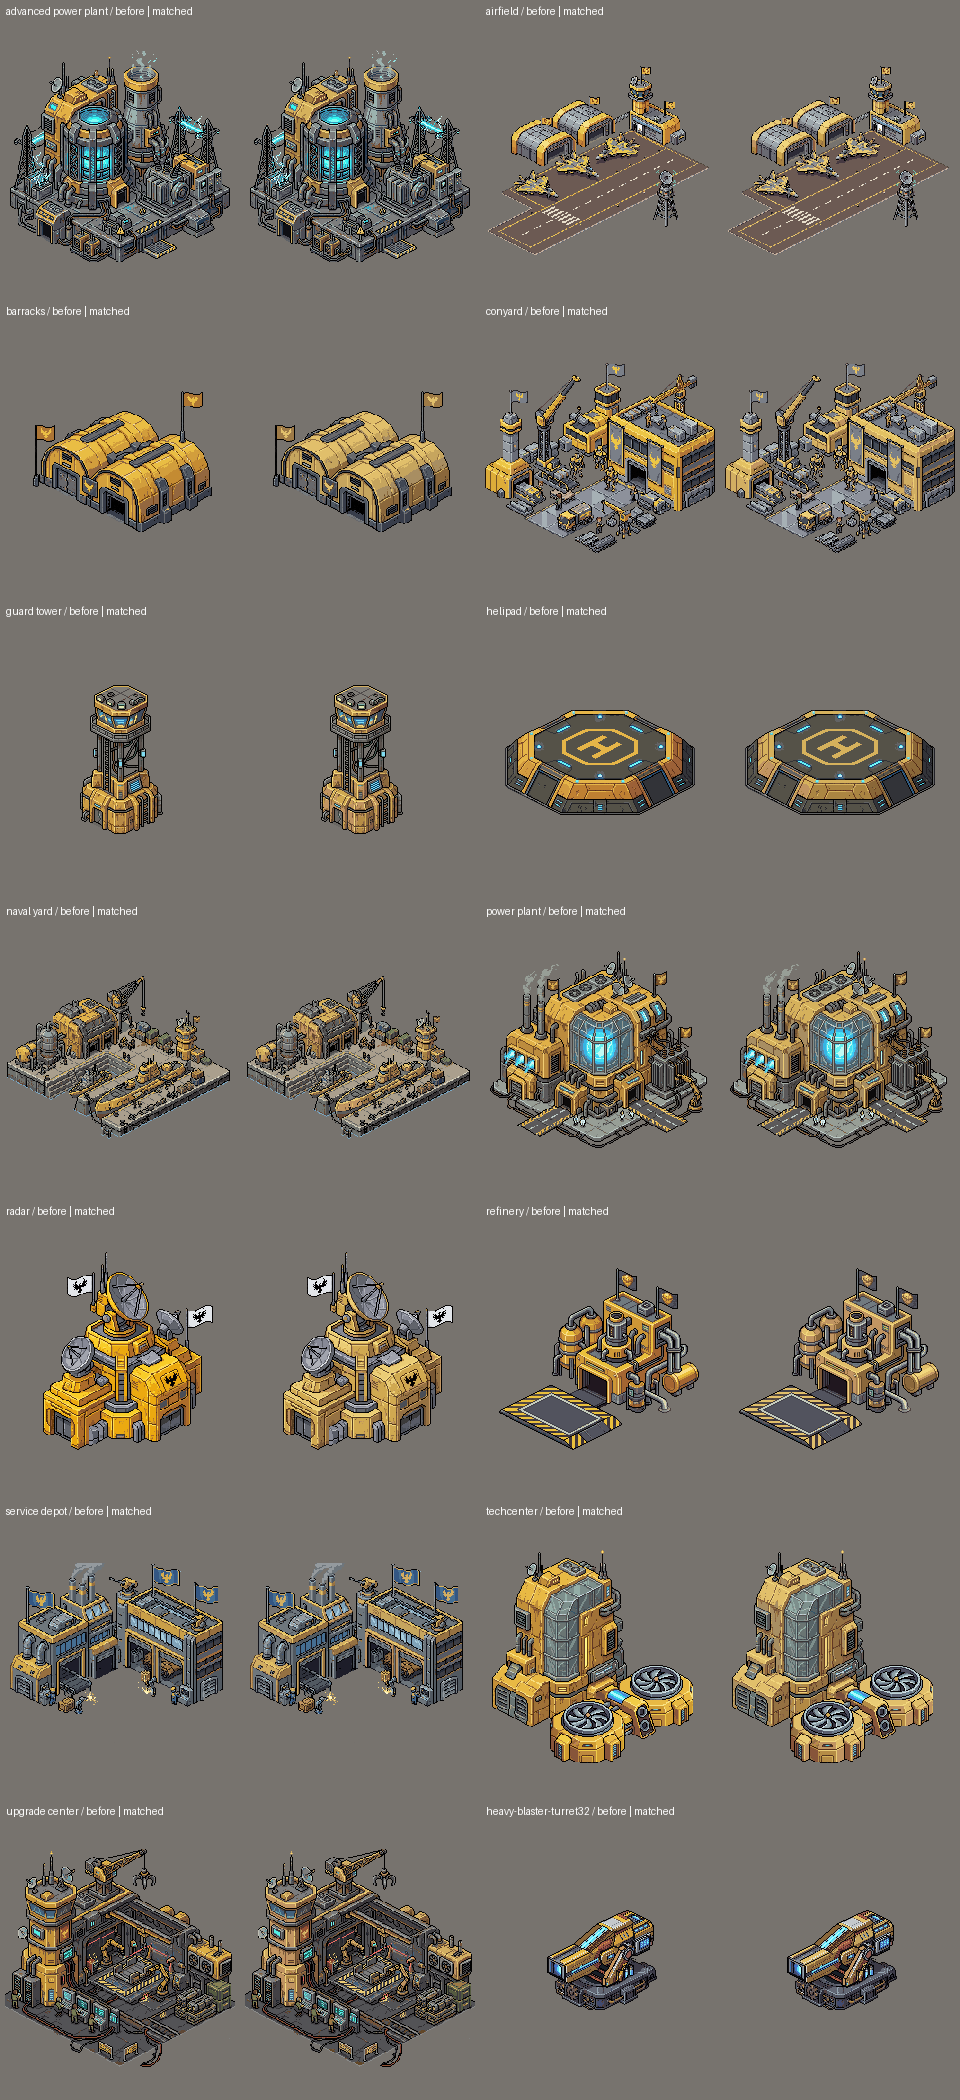 advanced power plant / before | matched
airfield / before | matched
barracks / before | matched
conyard / before | matched
guard tower / before | matched
helipad / before | matched
H
H
naval yard / before | matched
power plant / before | matched
radar / before | matched
refinery / before | matched
service depot / before | matched
techcenter / before | matched
upgrade center / before | matched
heavy-blaster-turret32 / before | matched